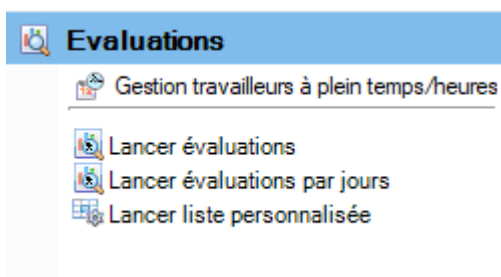 Evaluations
Gestion travailleurs à plein temps/heures
Lancer évaluations
Lancer évaluations par jours
Lancer liste personnalisée